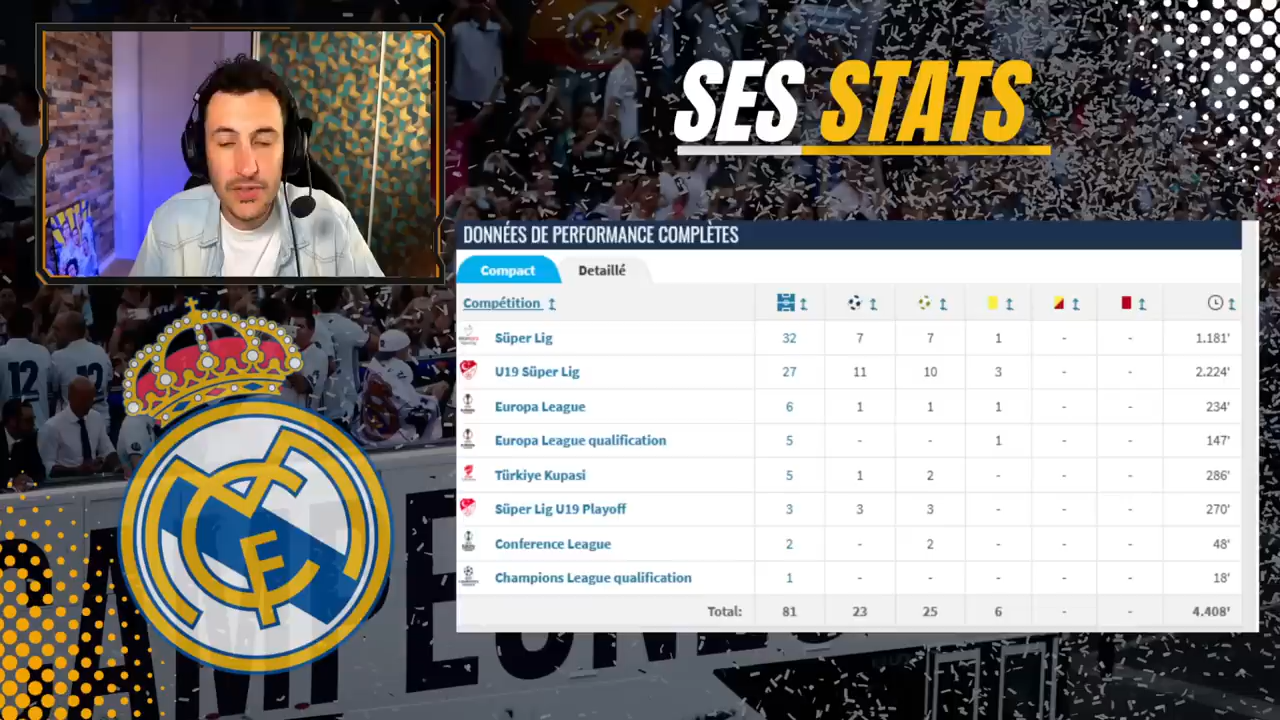 SES STATS
DONNÉES DE PERFORMANCE COMPLÈTES
Compact Detaillé
Compétition
Süper Lig 32 7 7 1 - - 1.181'
U19 Süper Lig 27 11 10 3 - - 2.224'
Europa League 6 1 1 1 - - 234'
Europa League qualification 5 - - 1 - - 147'
Türkiye Kupasi 5 1 2 - - - 286'
Süper Lig U19 Playoff 3 3 3 - - - 270'
Conference League 2 - 2 - - - 48'
Champions League qualification 1 - - - - - 18'
Total: 81 23 25 6 - - 4.408'
12 12
CAMPEONES